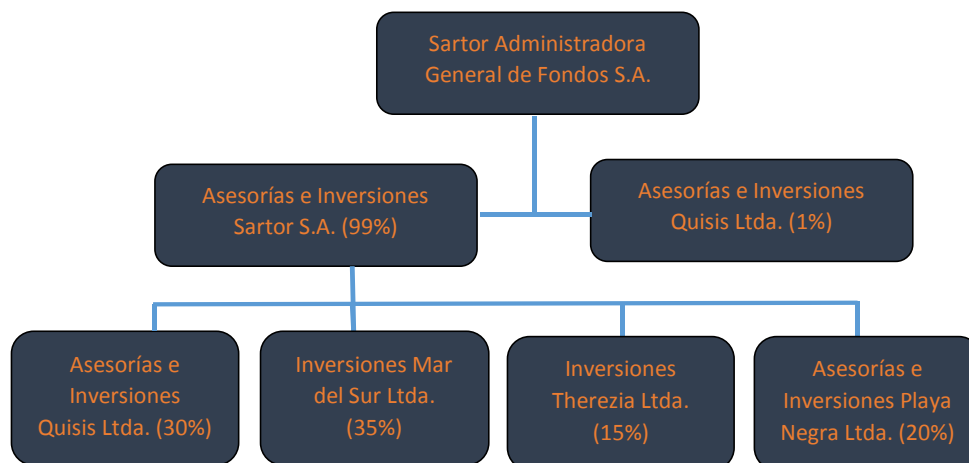 Sartor Administradora
General de Fondos S.A.
Asesorías e Inversiones
Sartor S.A. (99%)
Asesorías e Inversiones
Quisis Ltda. (1%)
Asesorías e
Inversiones
Quisis Ltda. (30%)
Inversiones Mar
del Sur Ltda.
(35%)
Inversiones
Therezia Ltda.
(15%)
Asesorías e
Inversiones Playa
Negra Ltda. (20%)